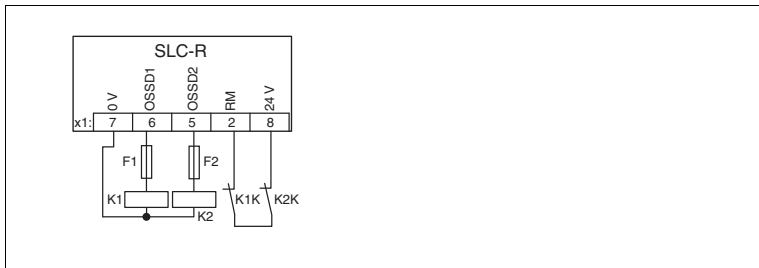 SLC-R
0 V OSSD1 OSSD2 RM 24 V
x1: 7 6 5 2 8
F1 F2
K1 K1K K2K
K2